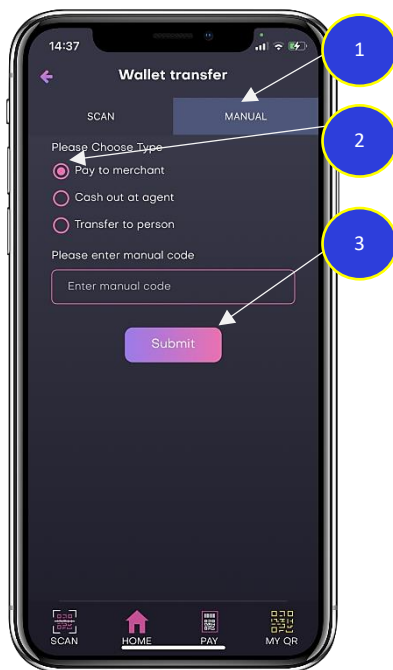 14:37
1
Wallet transfer
SCAN MANUAL
2
Please Choose Type
Pay to merchant
Cash out at agent
Transfer to person
3
Please enter manual code
Enter manual code
Submit
SCAN HOME PAY MY QR